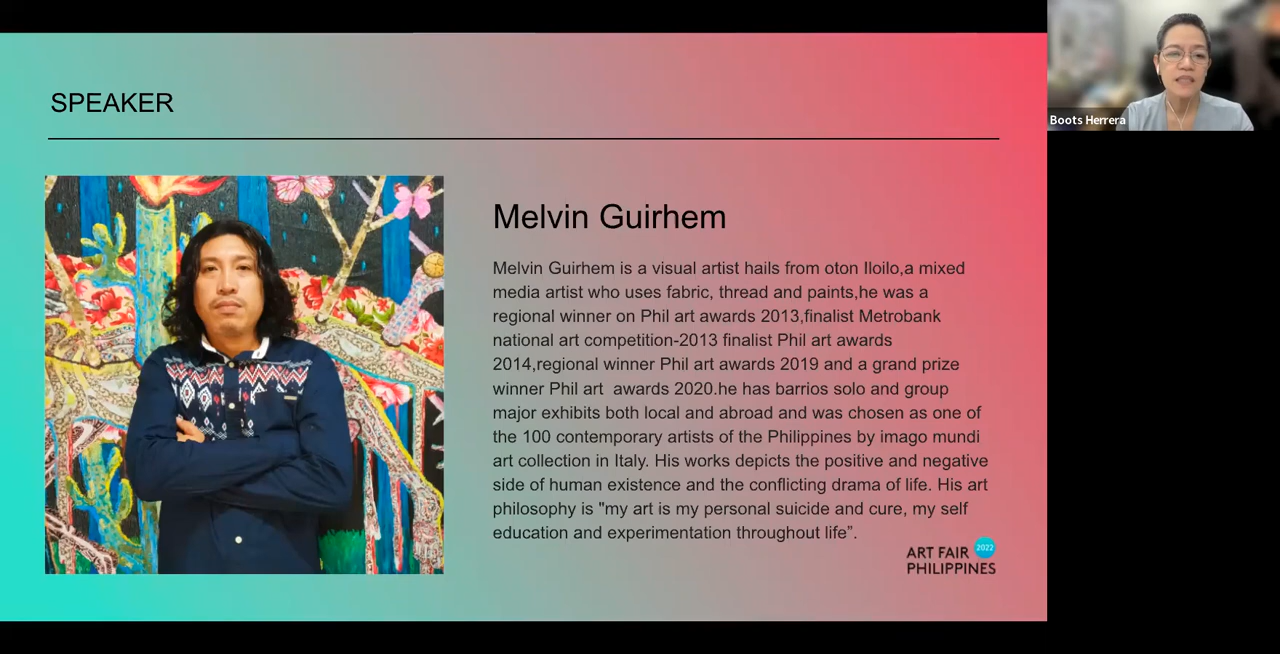 SPEAKER
Boots Herrera
Melvin Guirhem
Melvin Guirhem is a visual artist hails from oton Iloilo,a mixed
media artist who uses fabric, thread and paints,he was a
regional winner on Phil art awards 2013,finalist Metrobank
national art competition-2013 finalist Phil art awards
2014,regional winner Phil art awards 2019 and a grand prize
winner Phil art  awards 2020.he has barrios solo and group
major exhibits both local and abroad and was chosen as one of
the 100 contemporary artists of the Philippines by imago mundi
art collection in Italy. His works depicts the positive and negative
side of human existence and the conflicting drama of life. His art
philosophy is "my art is my personal suicide and cure, my self
education and experimentation throughout life”.
ART FAIR 2022
PHILIPPINES